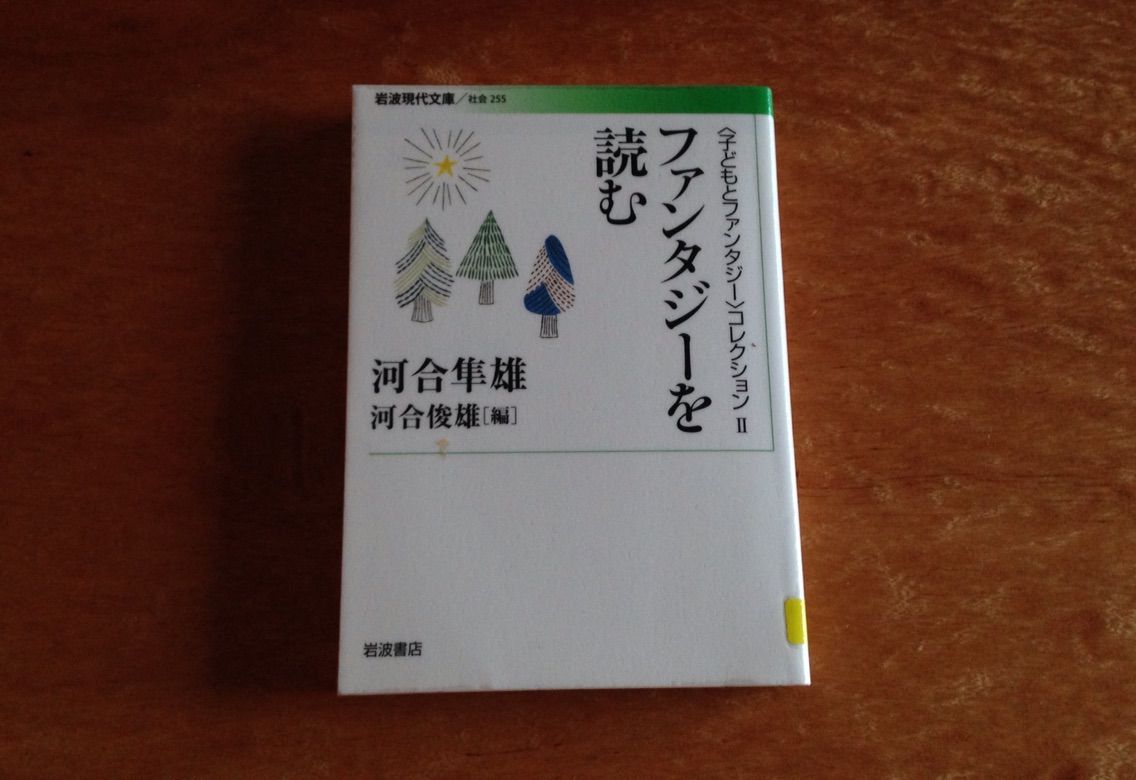 岩波現代文庫/社会 255
〈子どもとファンタジー〉コレクション Ⅱ
ファンタジーを
読む
河合隼雄
河合俊雄[編]
岩波書店